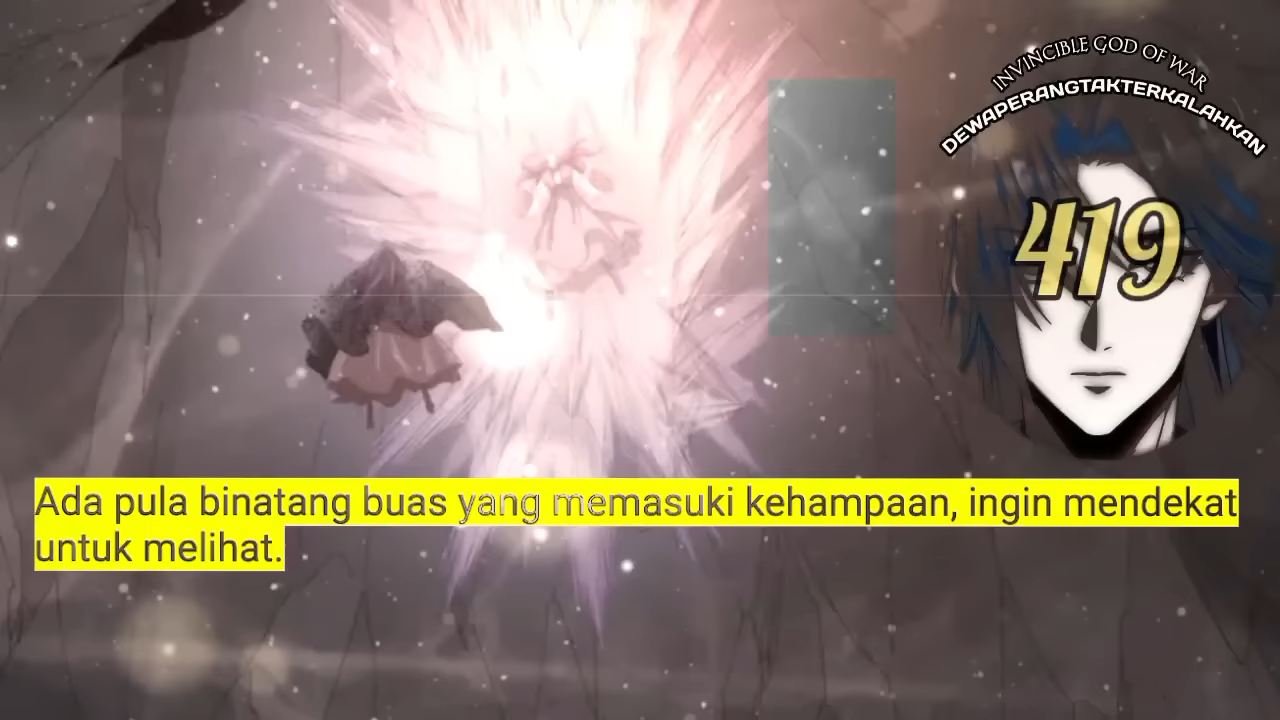 INVINCIBLE GOD OF WAR
DEWAPERANGTAKTERKALAHKAN
419
Ada pula binatang buas yang memasuki kehampaan, ingin mendekat
untuk melihat.